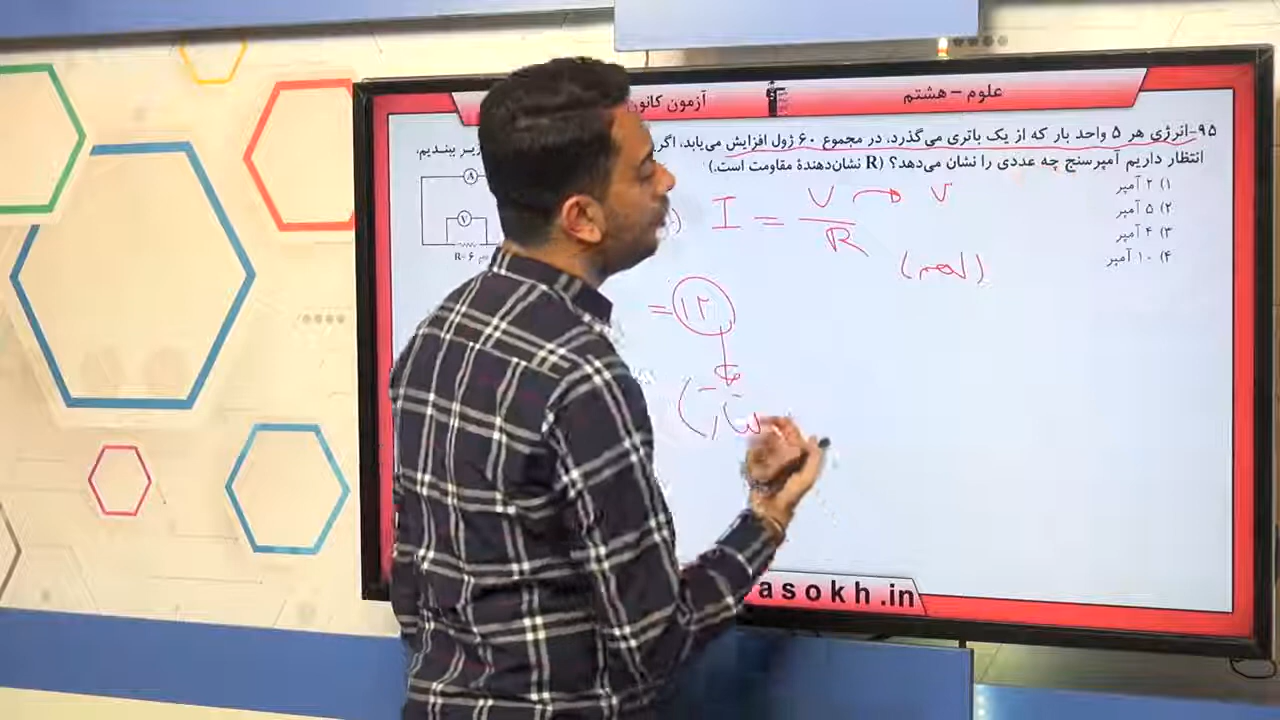 علوم - هشتم
آزمون کانون
۹۵-انرژی هر ۵ واحد بار که از یک باتری می‌گذرد، در مجموع ۶۰ ژول افزایش می‌یابد، اگر
زیر ببندیم،
انتظار داریم آمپرسنج چه عددی را نشان می‌دهد؟ (R نشان‌دهندهٔ مقاومت است.)
۱) ۲ آمپر
۲) ۵ آمپر
۳) ۴ آمپر
۴) ۱۰ آمپر
A
V
R=۶
I = V/R → V
= ۱۲
asokh.in